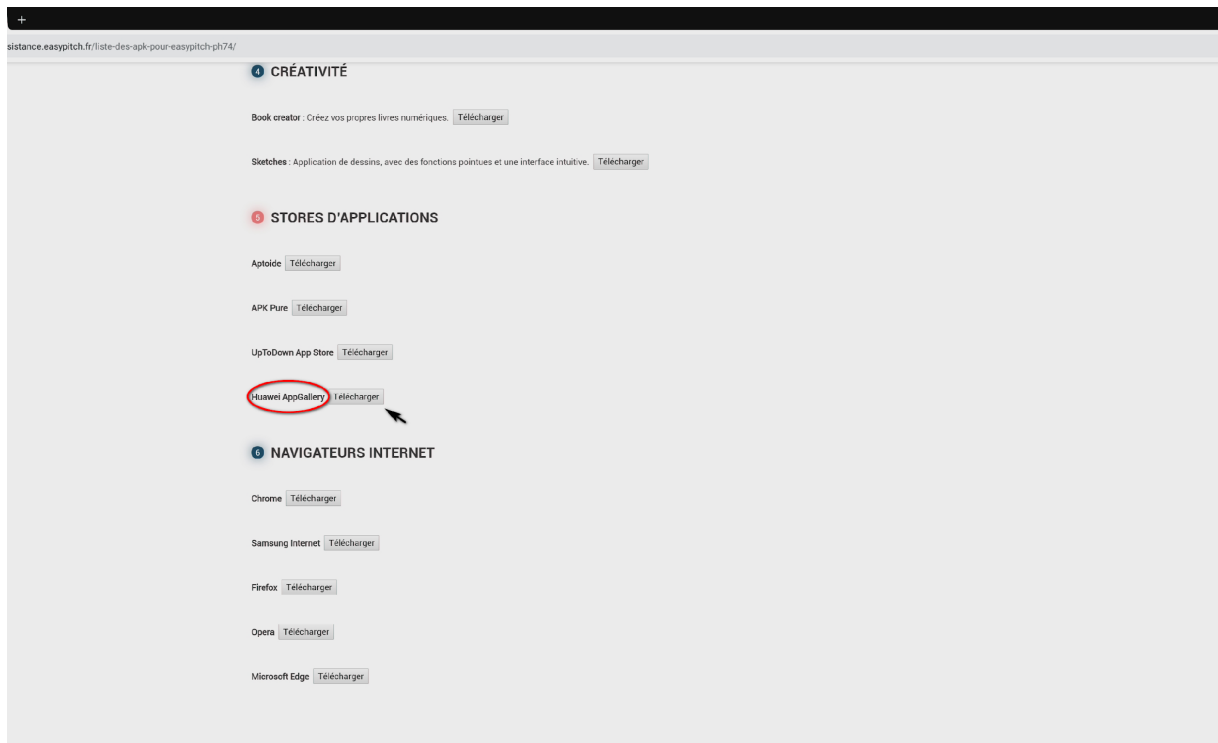 +
sistance.easypitch.fr/liste-des-apk-pour-easypitch-ph74/
4 CRÉATIVITÉ
Book creator : Créez vos propres livres numériques. Télécharger
Sketches : Application de dessins, avec des fonctions pointues et une interface intuitive. Télécharger
5 STORES D'APPLICATIONS
Aptoide Télécharger
APK Pure Télécharger
UpToDown App Store Télécharger
Huawei AppGallery Télécharger
6 NAVIGATEURS INTERNET
Chrome Télécharger
Samsung Internet Télécharger
Firefox Télécharger
Opera Télécharger
Microsoft Edge Télécharger